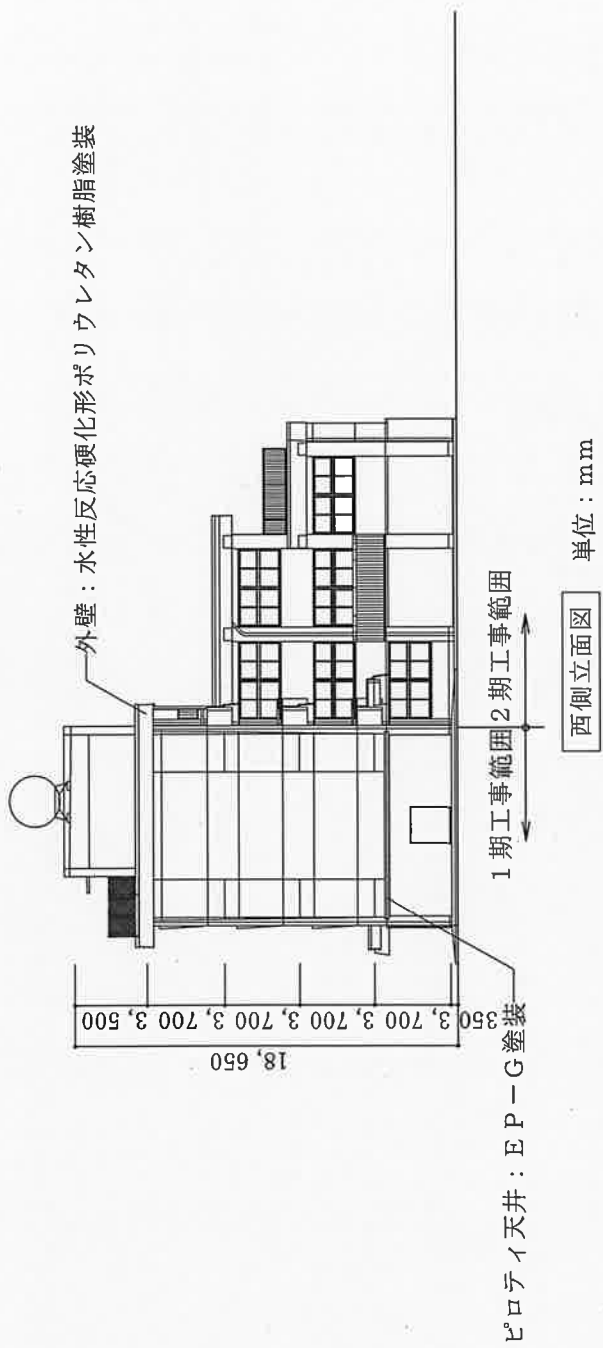 外壁：水性反応硬化形ポリウレタン樹脂塗装
3,500
3,700
3,700
3,700
3,700
350
18,650
1期工事範囲
2期工事範囲
ピロティ天井：EP－G塗装
西側立面図
単位：mm